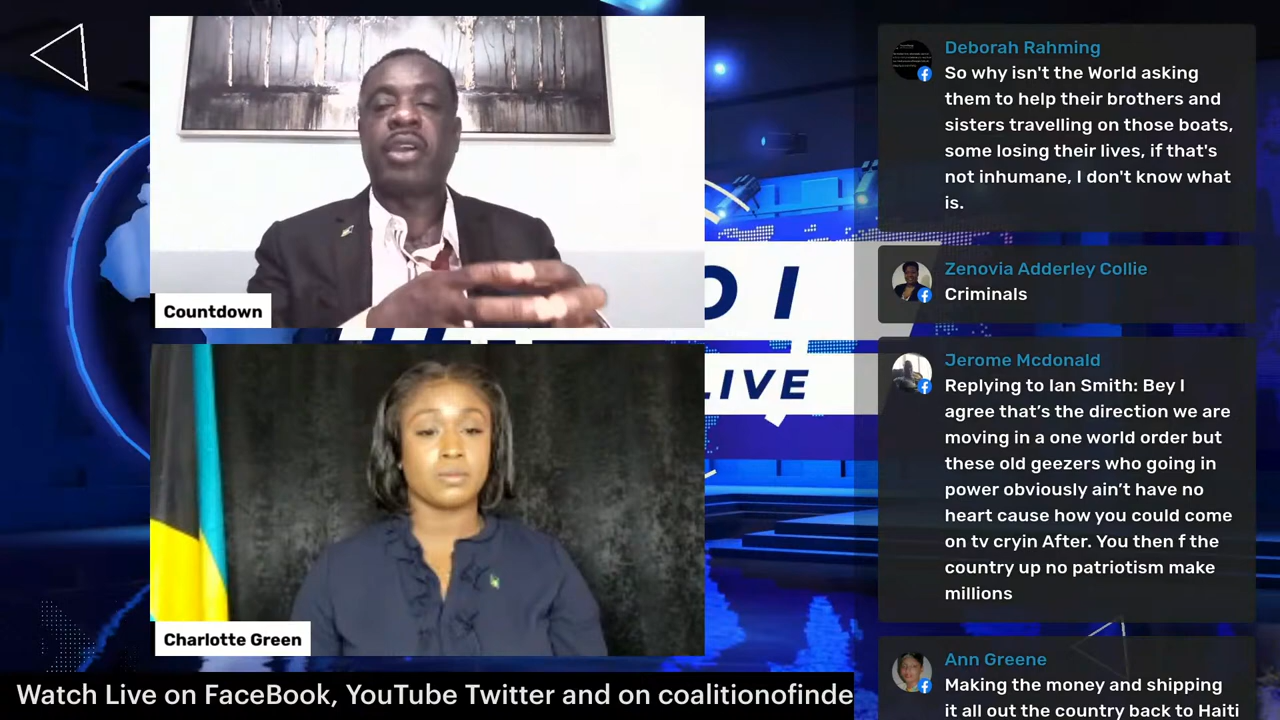 Countdown
O I
LIVE
Charlotte Green
Watch Live on FaceBook, YouTube Twitter and on coalitionofinde
Deborah Rahming
So why isn't the World asking
them to help their brothers and
sisters travelling on those boats,
some losing their lives, if that's
not inhumane, I don't know what
is.
Zenovia Adderley Collie
Criminals
Jerome Mcdonald
Replying to Ian Smith: Bey I
agree that’s the direction we are
moving in a one world order but
these old geezers who going in
power obviously ain’t have no
heart cause how you could come
on tv cryin After. You then f the
country up no patriotism make
millions
Ann Greene
Making the money and shipping
it all out the country back to Haiti